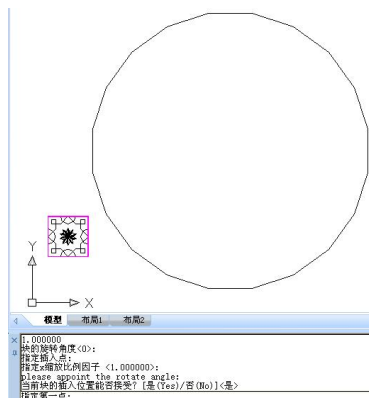 Y
X
模型 布局1 布局2
1.000000
块的旋转角度<0>:
指定插入点:
指定x缩放比例因子 <1.000000>:
please appoint the rotate angle:
当前块的插入位置能否接受? [是(Yes)/否(No)]<是>
指定第一点: